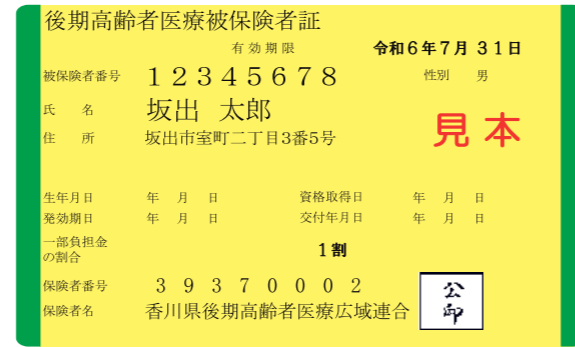 後期高齢者医療被保険者証
有効期限 令和6年7月31日
被保険者番号 12345678 性別 男
氏名 坂出 太郎
住所 坂出市室町二丁目3番5号
見本
生年月日 年 月 日 資格取得日 年 月 日
発効期日 年 月 日 交付年月日 年 月 日
一部負担金
の割合 1割
保険者番号 39370002
保険者名 香川県後期高齢者医療広域連合
公印